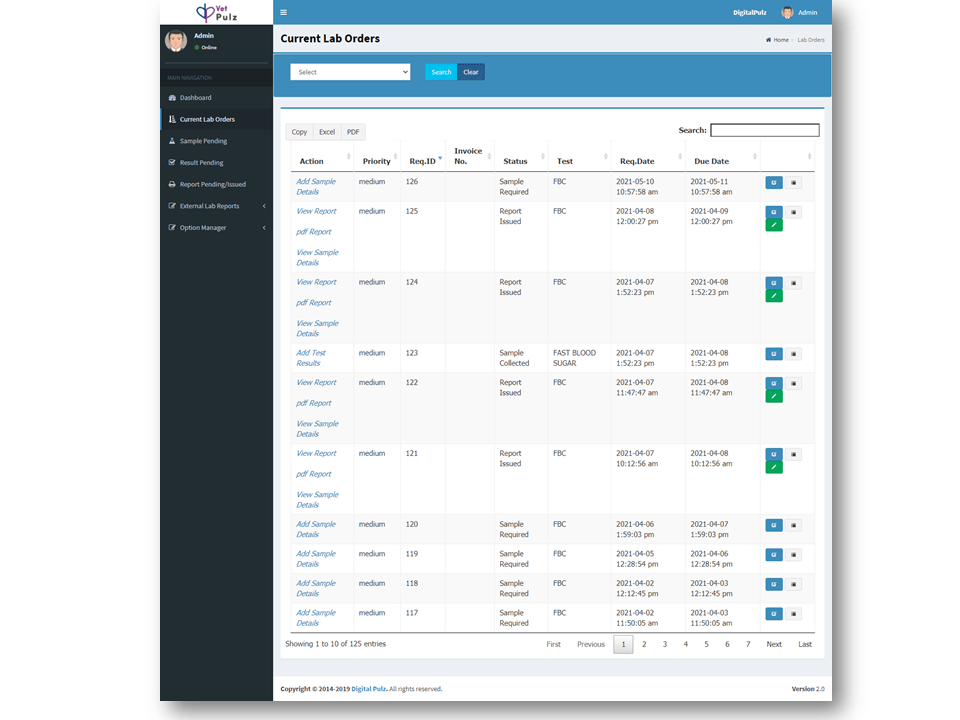 Vet
Pulz
DigitalPulz Admin
Admin
Online
Current Lab Orders
Home Lab Orders
MAIN NAVIGATION
Dashboard
Current Lab Orders
Sample Pending
Result Pending
Report Pending/Issued
External Lab Reports
Option Manager
Select Search Clear
Copy Excel PDF
Search:
Action Priority Req.ID Invoice No. Status Test Req.Date Due Date
Add Sample medium 126 Sample FBC 2021-05-10 2021-05-11
Details Required 10:57:58 am 10:57:58 am
View Report medium 125 Report FBC 2021-04-08 2021-04-09
Issued 12:00:27 pm 12:00:27 pm
pdf Report
View Sample
Details
View Report medium 124 Report FBC 2021-04-07 2021-04-08
Issued 1:52:23 pm 1:52:23 pm
pdf Report
View Sample
Details
Add Test medium 123 Sample FAST BLOOD 2021-04-07 2021-04-08
Results Collected SUGAR 1:52:23 pm 1:52:23 pm
View Report medium 122 Report FBC 2021-04-07 2021-04-08
Issued 11:47:47 am 11:47:47 am
pdf Report
View Sample
Details
View Report medium 121 Report FBC 2021-04-07 2021-04-08
Issued 10:12:56 am 10:12:56 am
pdf Report
View Sample
Details
Add Sample medium 120 Sample FBC 2021-04-06 2021-04-07
Details Required 1:59:03 pm 1:59:03 pm
Add Sample medium 119 Sample FBC 2021-04-05 2021-04-06
Details Required 12:28:54 pm 12:28:54 pm
Add Sample medium 118 Sample FBC 2021-04-02 2021-04-03
Details Required 12:12:45 pm 12:12:45 pm
Add Sample medium 117 Sample FBC 2021-04-02 2021-04-03
Details Required 11:50:05 am 11:50:05 am
Showing 1 to 10 of 125 entries
First Previous 1 2 3 4 5 6 7 Next Last
Copyright © 2014-2019 Digital Pulz. All rights reserved.
Version 2.0